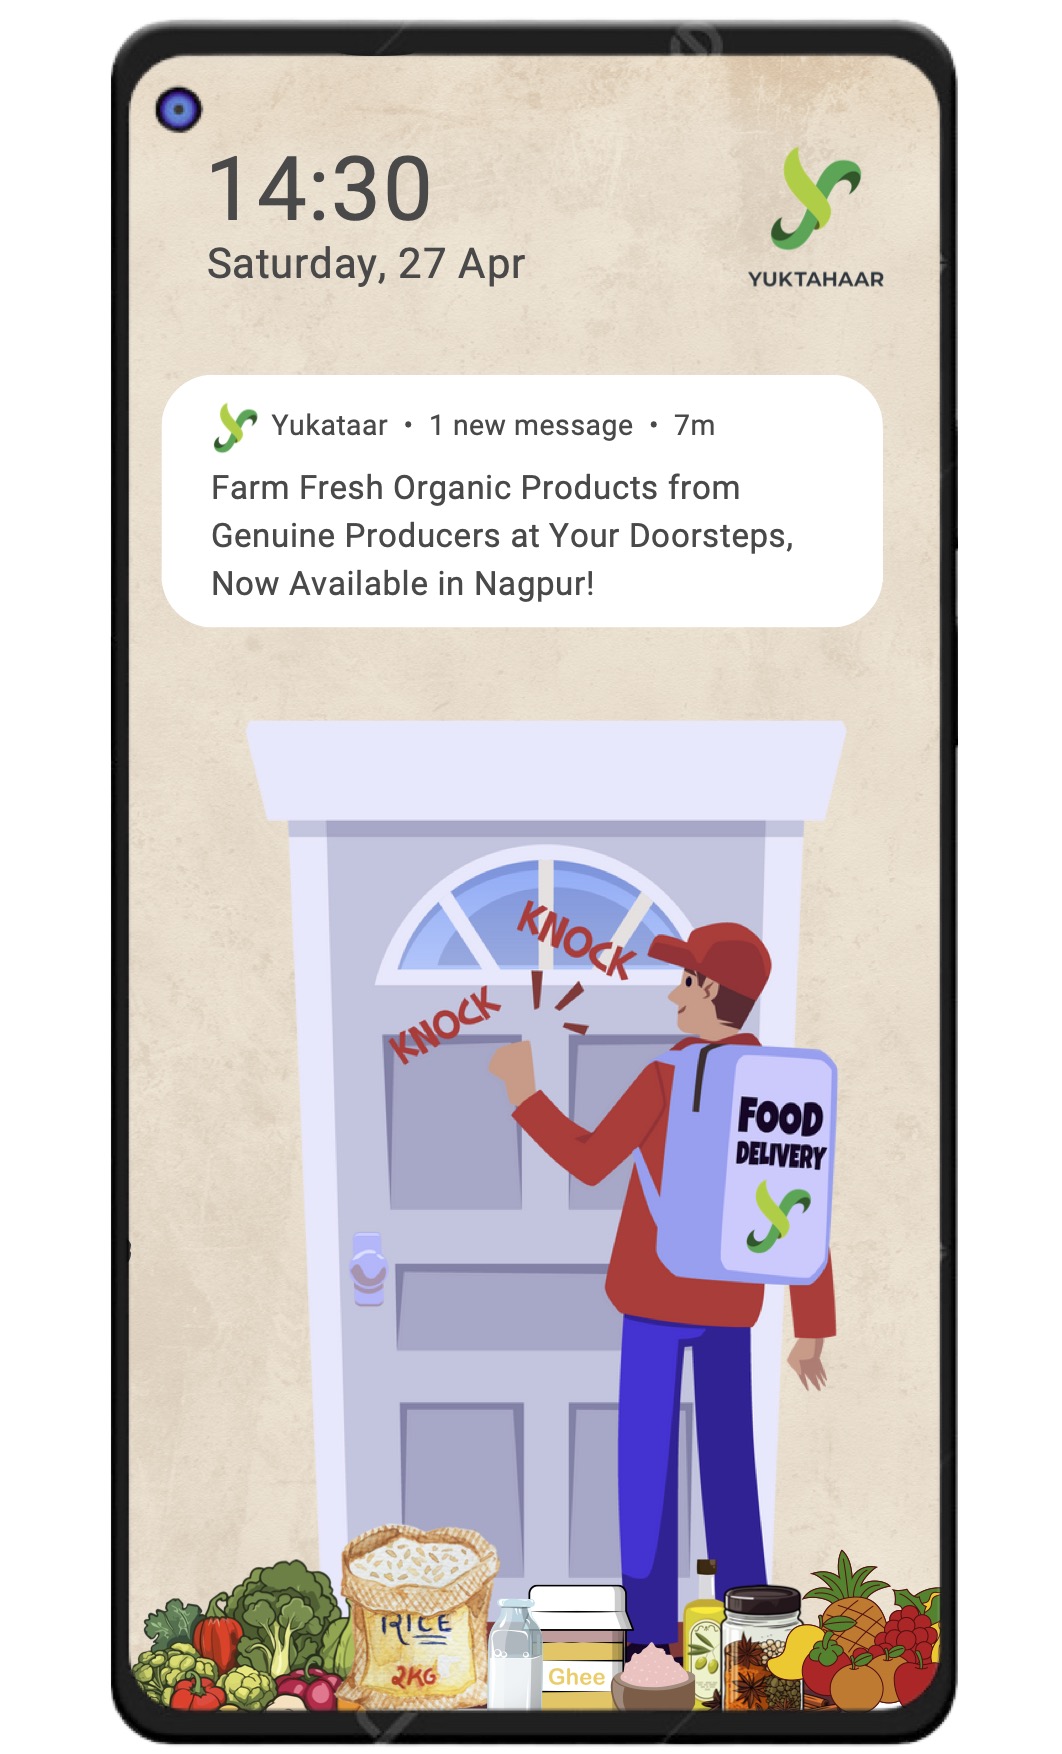 14:30
Saturday, 27 Apr
YUKTAHAAR
Yukataar • 1 new message • 7m
Farm Fresh Organic Products from
Genuine Producers at Your Doorsteps,
Now Available in Nagpur!
KNOCK
KNOCK
FOOD
DELIVERY
RICE
2KG
Ghee